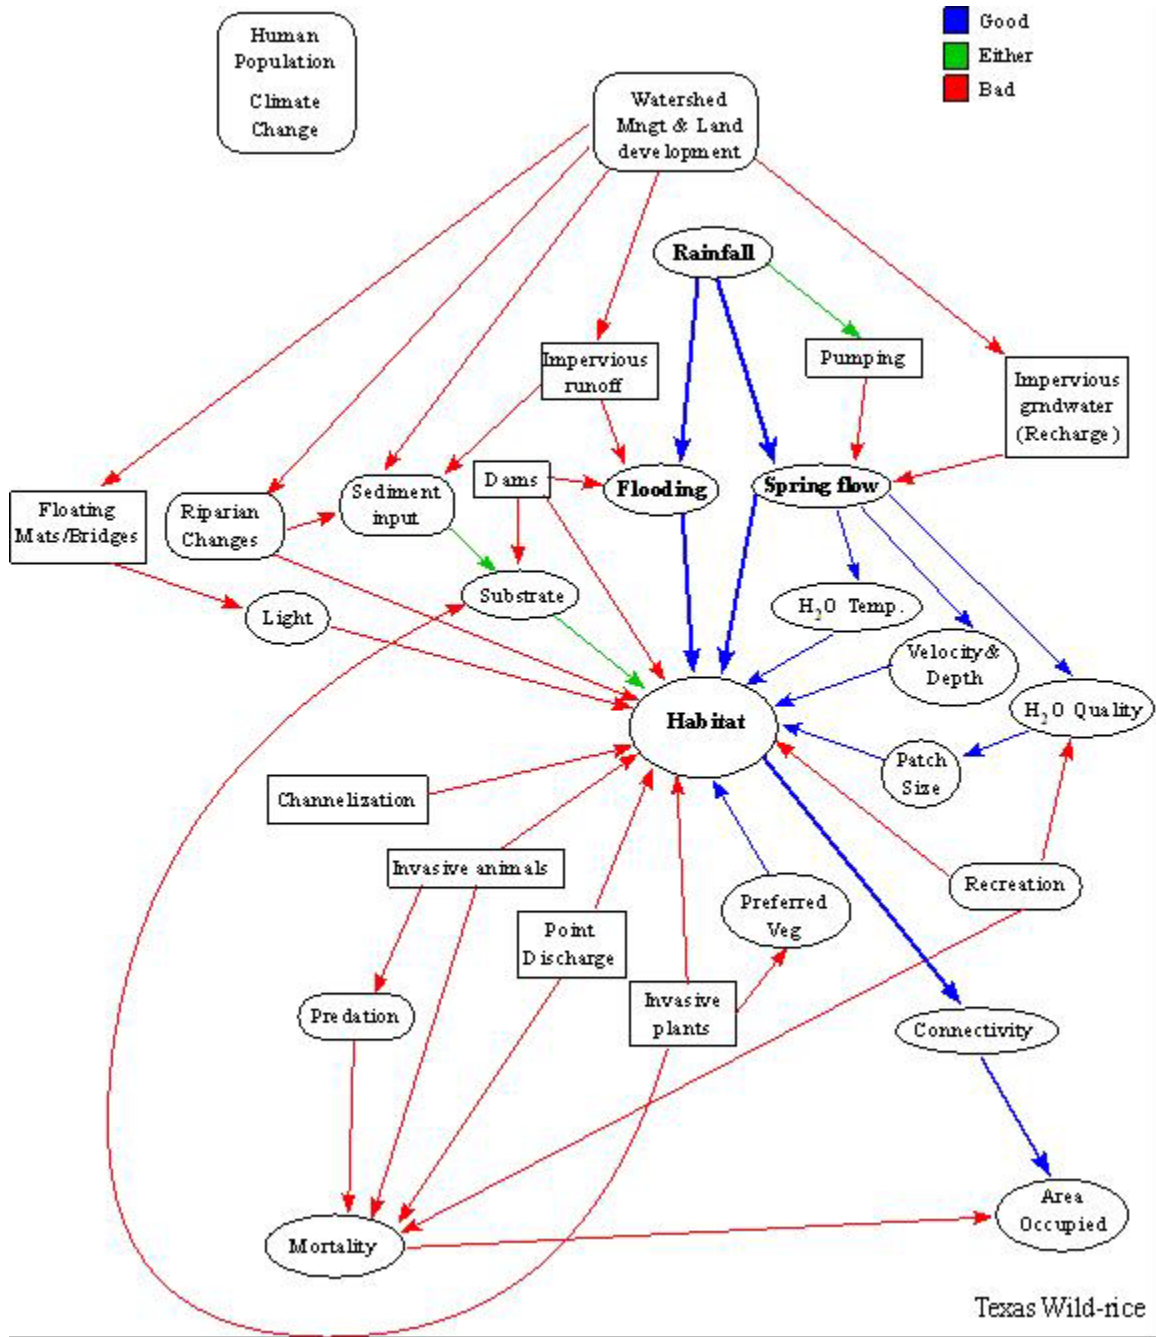 Human
Population
Climate
Change
Good
Either
Bad
Watershed
Mngt & Land
development
Rainfall
Impervious
runoff
Pumping
Impervious
grndwater
(Recharge)
Floating
Mats/Bridges
Riparian
Changes
Sediment
input
Dams
Flooding
Spring flow
Light
Substrate
H₂O Temp.
Velocity&
Depth
H₂O Quality
Habitat
Patch
Size
Channelization
Invasive animals
Recreation
Preferred
Veg
Point
Discharge
Invasive
plants
Predation
Connectivity
Area
Occupied
Mortality
Texas Wild-rice